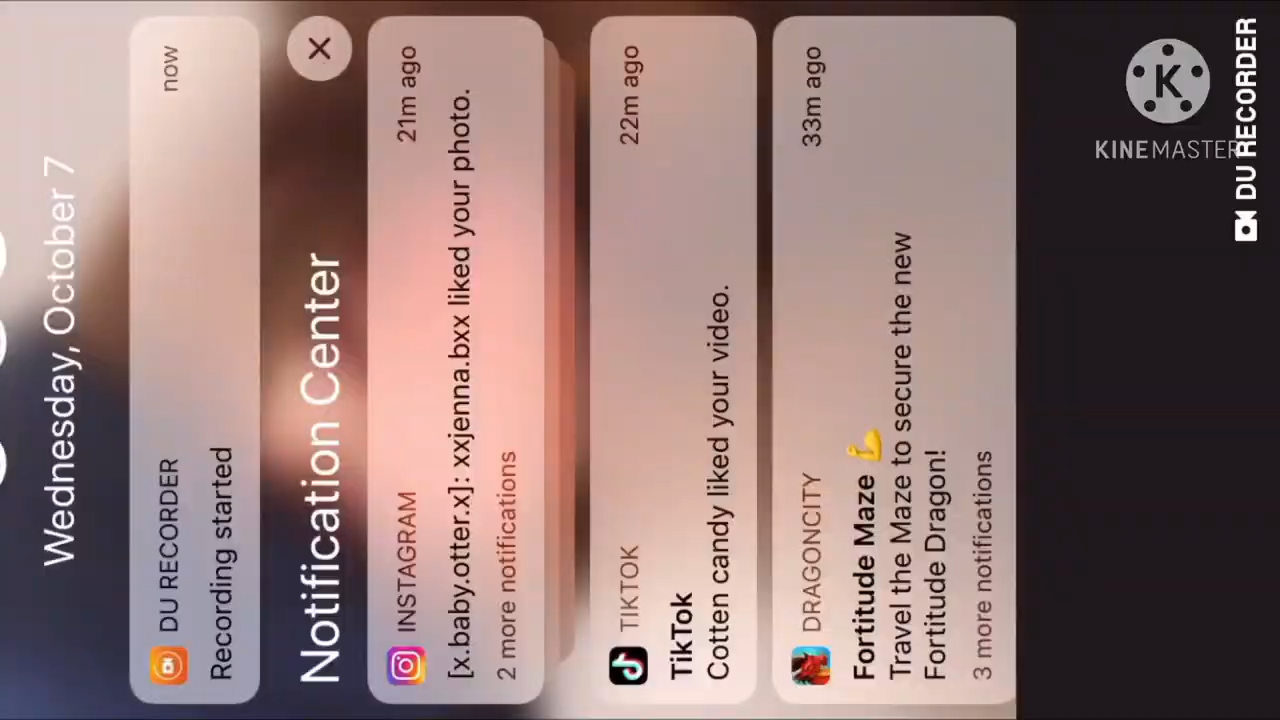 Wednesday, October 7
DU RECORDER
now
Recording started
Notification Center
INSTAGRAM
21m ago
[x.baby.otter.x]: xxjenna.bxx liked your photo.
2 more notifications
TIKTOK
22m ago
TikTok
Cotten candy liked your video.
DRAGONCITY
33m ago
Fortitude Maze 💪
Travel the Maze to secure the new
Fortitude Dragon!
3 more notifications
K
KINEMASTER
DU RECORDER